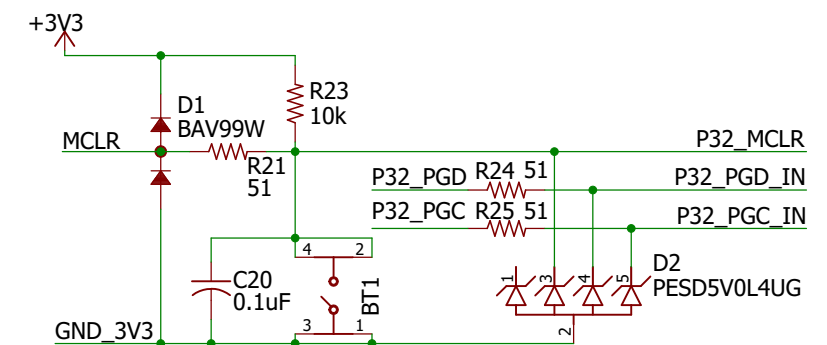 +3V3
D1
BAV99W
R23
10k
MCLR
R21
51
P32_MCLR
P32_PGD
R24 51
P32_PGD_IN
P32_PGC
R25 51
P32_PGC_IN
4
2
C20
0.1uF
BT1
3
1
1
3
4
5
D2
PESD5V0L4UG
2
GND_3V3